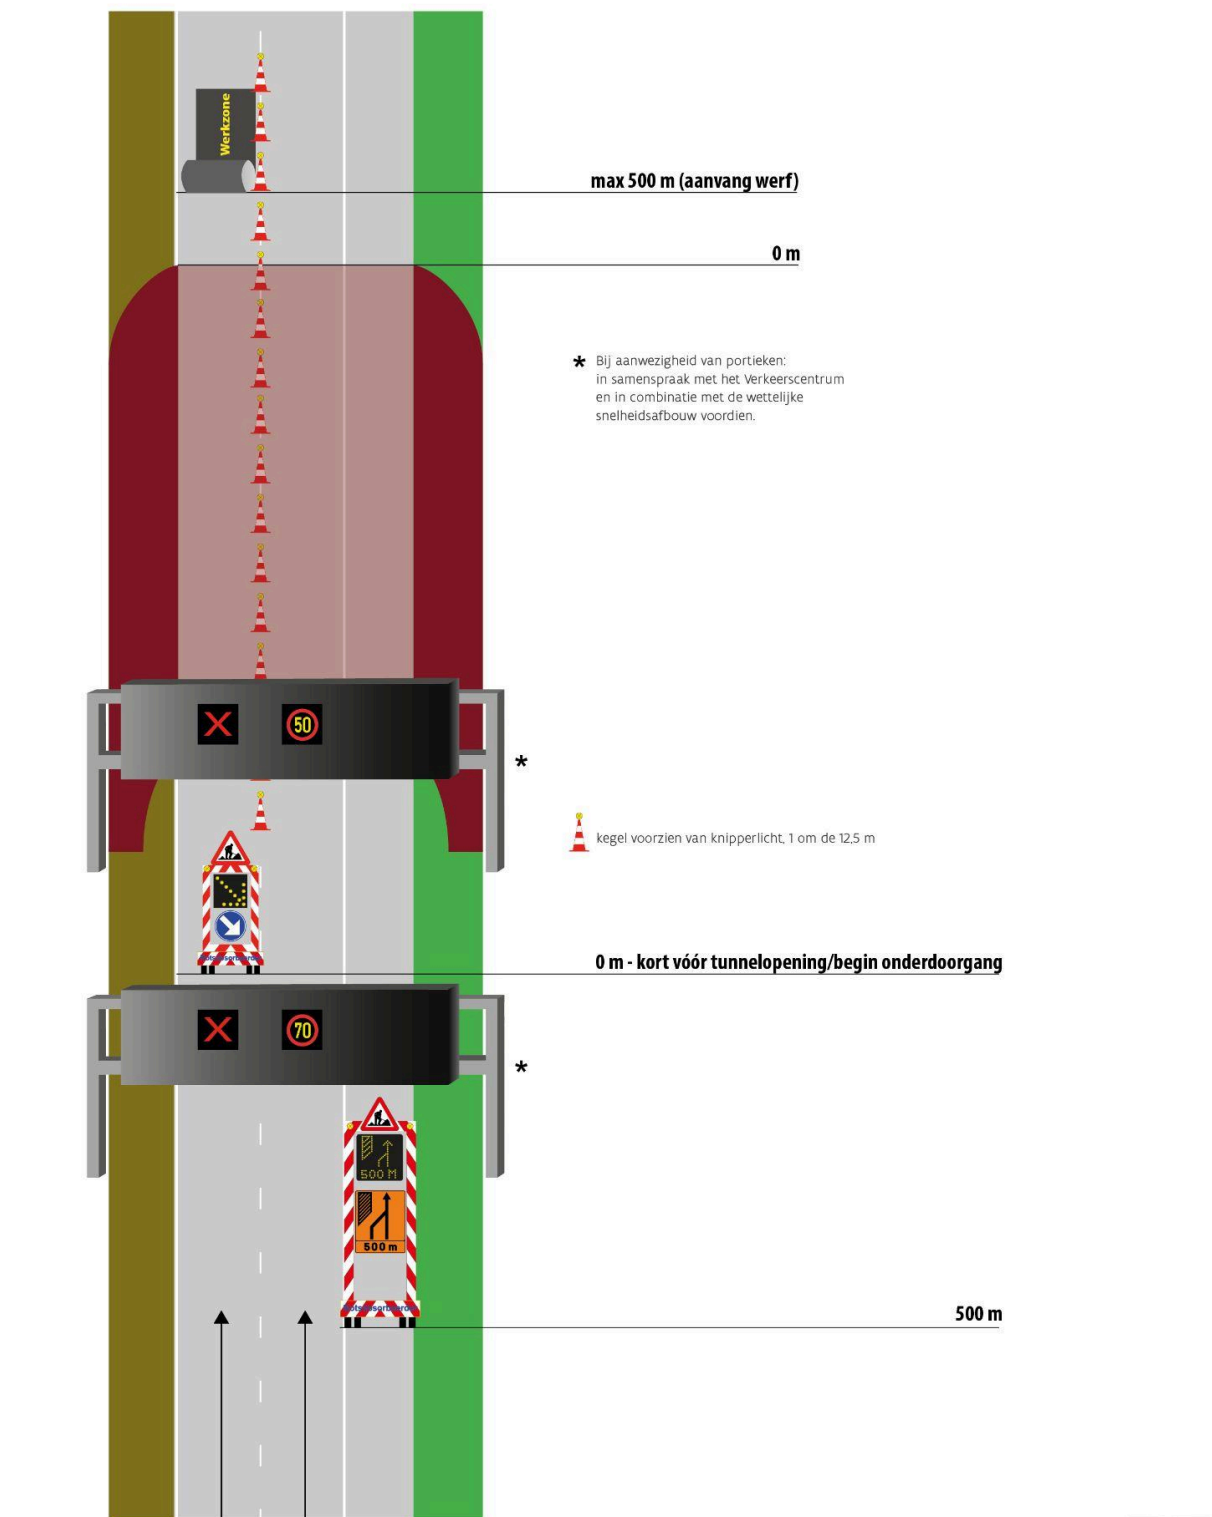 Werkzone
max 500 m (aanvang werf)
0 m
* Bij aanwezigheid van portieken:
in samenspraak met het Verkeerscentrum
en in combinatie met de wettelijke
snelheidsafbouw voordien.
50
*
kegel voorzien van knipperlicht, 1 om de 12,5 m
0 m - kort vóór tunnelopening/begin onderdoorgang
70
*
500 M
500 m
500 m